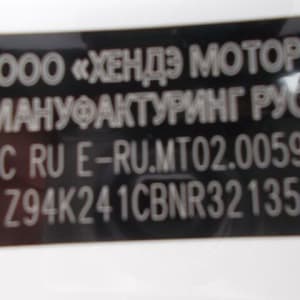 ООО «ХЕНДЭ МОТОР
МАНУФАКТУРИНГ РУС
С RU E-RU.MT02.0059
Z94K241CBNR32135